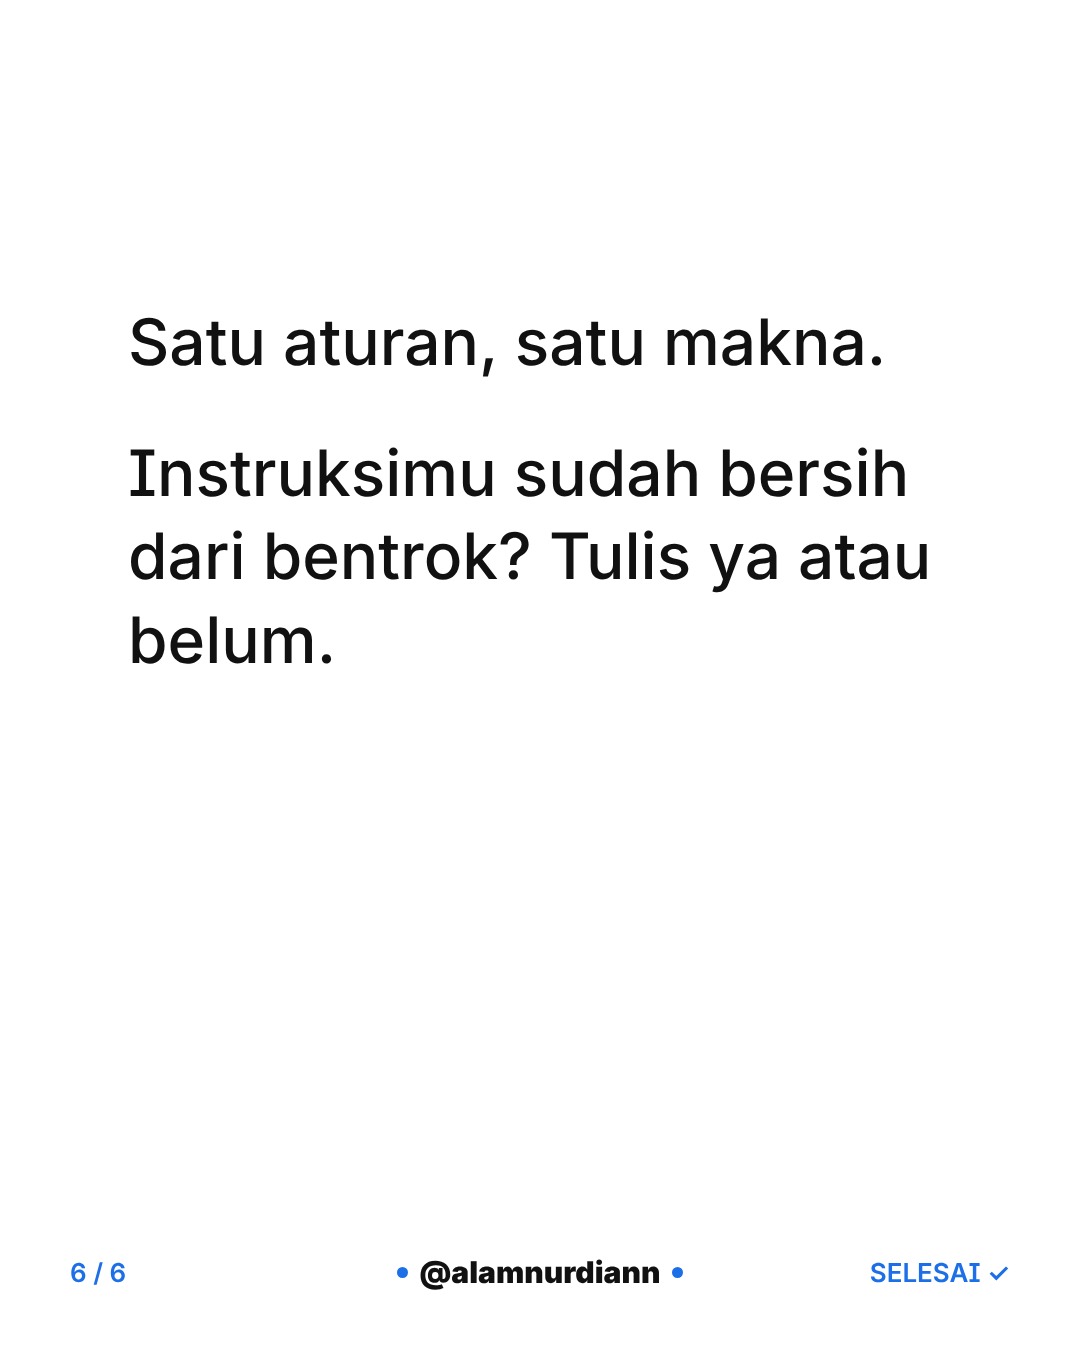 Satu aturan, satu makna.
Instruksimu sudah bersih
dari bentrok? Tulis ya atau
belum.
6 / 6
• @alamnurdiann •
SELESAI ✓